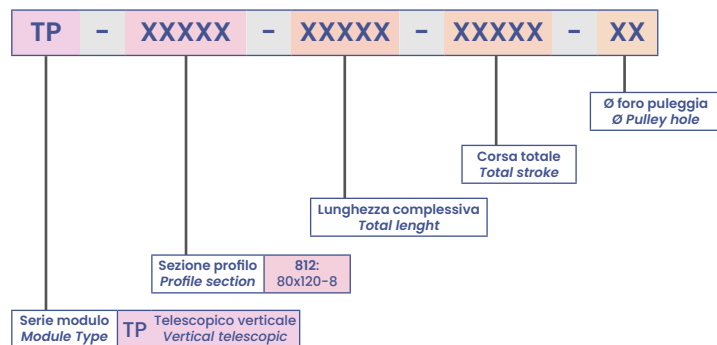 TP - XXXXX - XXXXX - XXXXX - XX
Ø foro puleggia
Ø Pulley hole
Corsa totale
Total stroke
Lunghezza complessiva
Total lenght
Sezione profilo
Profile section
812:
80x120-8
Serie modulo
Module Type
TP
Telescopico verticale
Vertical telescopic